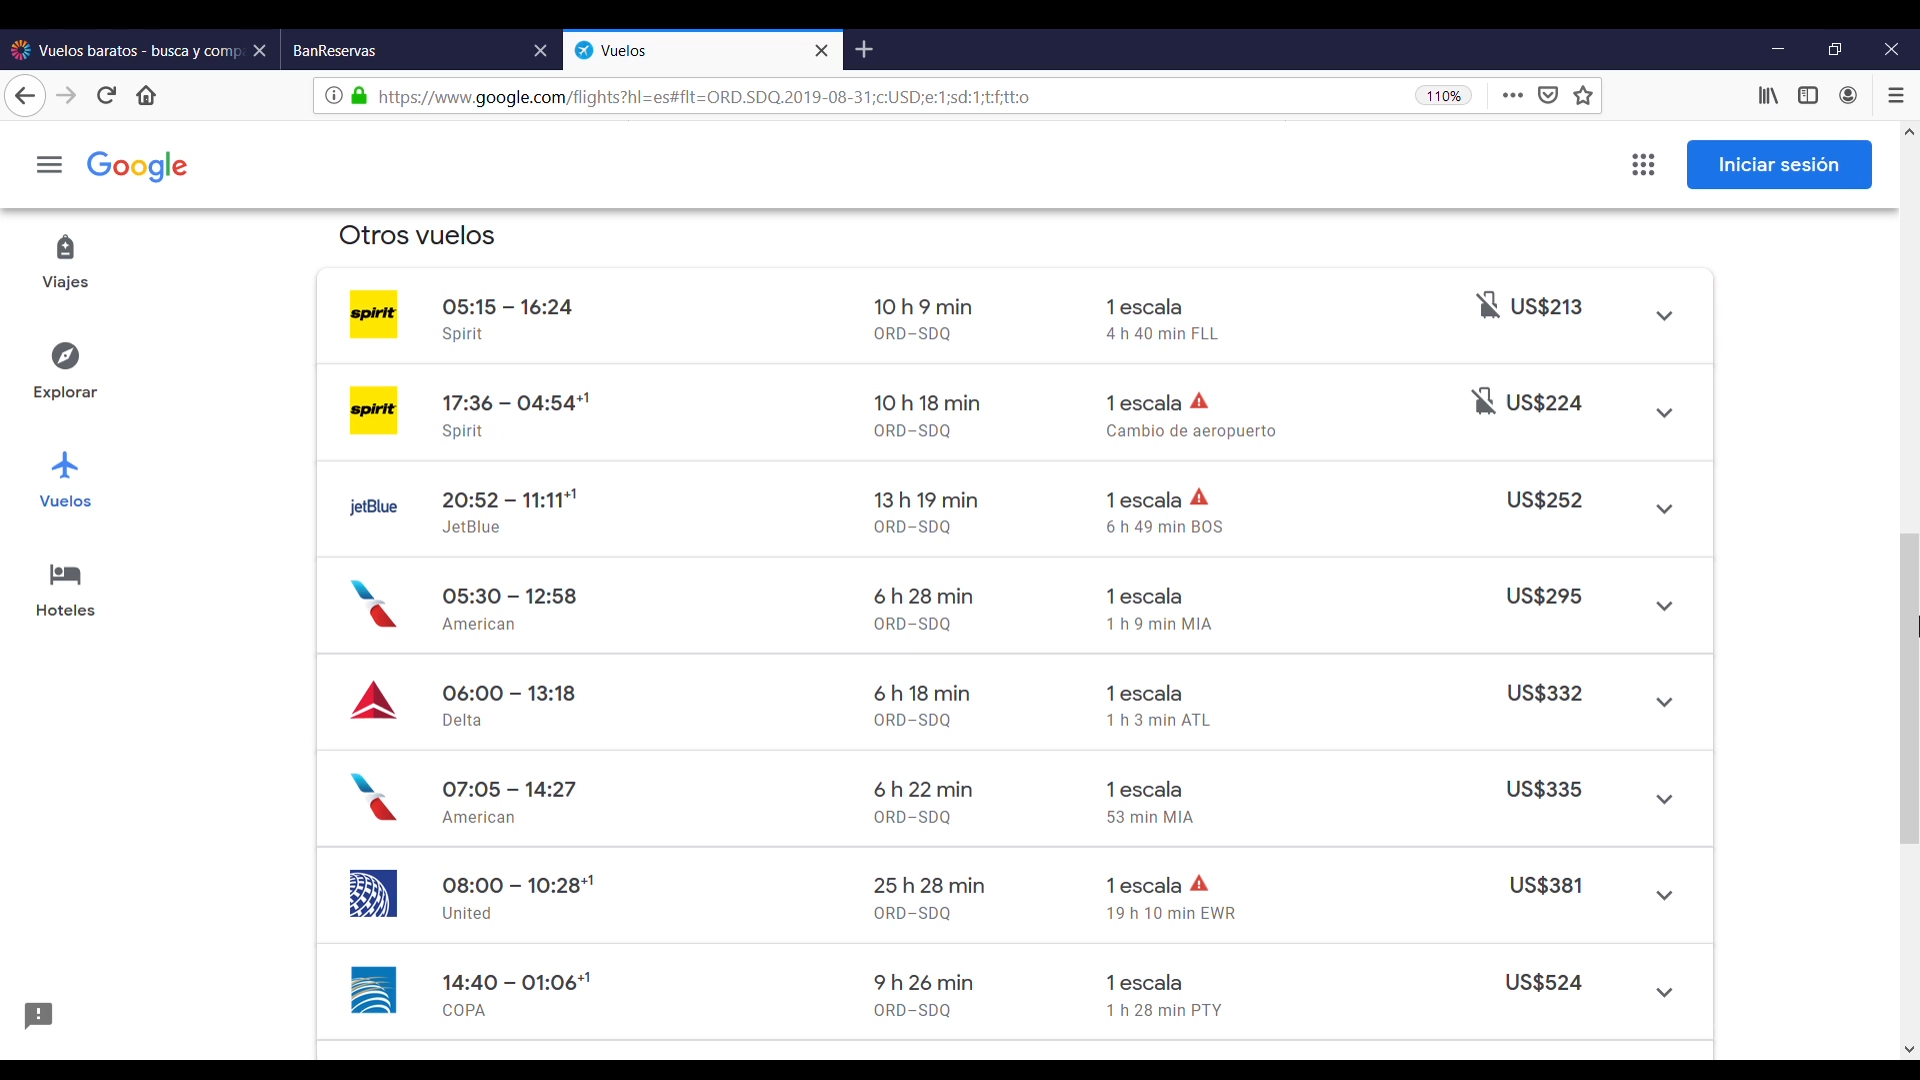 Vuelos baratos - busca y comp
BanReservas
Vuelos
https://www.google.com/flights?hl=es#flt=ORD.SDQ.2019-08-31;c:USD;e:1;sd:1;t:f;tt:o
110%
Google
Iniciar sesión
Viajes
Explorar
Vuelos
Hoteles
Otros vuelos
spirit 05:15 – 16:24 10 h 9 min 1 escala US$213
Spirit ORD–SDQ 4 h 40 min FLL
spirit 17:36 – 04:54+1 10 h 18 min 1 escala US$224
Spirit ORD–SDQ Cambio de aeropuerto
jetBlue 20:52 – 11:11+1 13 h 19 min 1 escala US$252
JetBlue ORD–SDQ 6 h 49 min BOS
05:30 – 12:58 6 h 28 min 1 escala US$295
American ORD–SDQ 1 h 9 min MIA
06:00 – 13:18 6 h 18 min 1 escala US$332
Delta ORD–SDQ 1 h 3 min ATL
07:05 – 14:27 6 h 22 min 1 escala US$335
American ORD–SDQ 53 min MIA
08:00 – 10:28+1 25 h 28 min 1 escala US$381
United ORD–SDQ 19 h 10 min EWR
14:40 – 01:06+1 9 h 26 min 1 escala US$524
COPA ORD–SDQ 1 h 28 min PTY